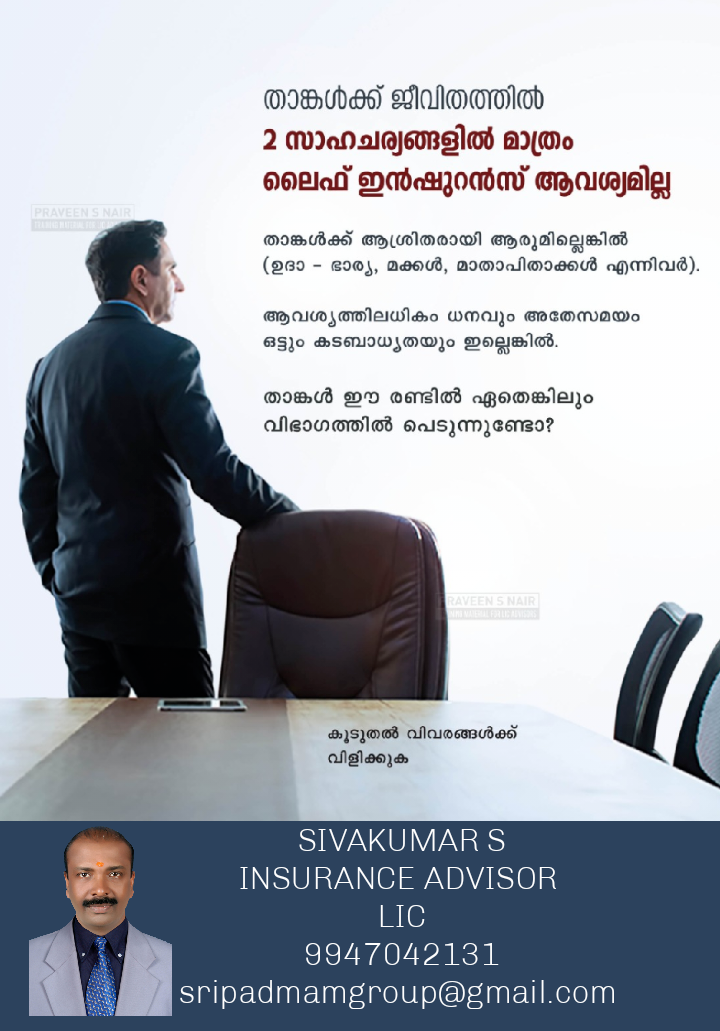 താങ്കൾക്ക് ജീവിതത്തിൽ
2 സാഹചര്യങ്ങളിൽ മാത്രം
ലൈഫ് ഇൻഷുറൻസ് ആവശ്യമില്ല
PRAVEEN S NAIR
താങ്കൾക്ക് ആശ്രിതരായി ആരുമില്ലെങ്കിൽ
(ഉദാ - ഭാര്യ, മക്കൾ, മാതാപിതാക്കൾ എന്നിവർ).
ആവശ്യത്തിലധികം ധനവും അതേസമയം
ഒട്ടും കടബാധ്യതയും ഇല്ലെങ്കിൽ.
താങ്കൾ ഈ രണ്ടിൽ ഏതെങ്കിലും
വിഭാഗത്തിൽ പെടുന്നുണ്ടോ?
PRAVEEN S NAIR
കൂടുതൽ വിവരങ്ങൾക്ക്
വിളിക്കുക
SIVAKUMAR S
INSURANCE ADVISOR
LIC
9947042131
sripadmamgroup@gmail.com